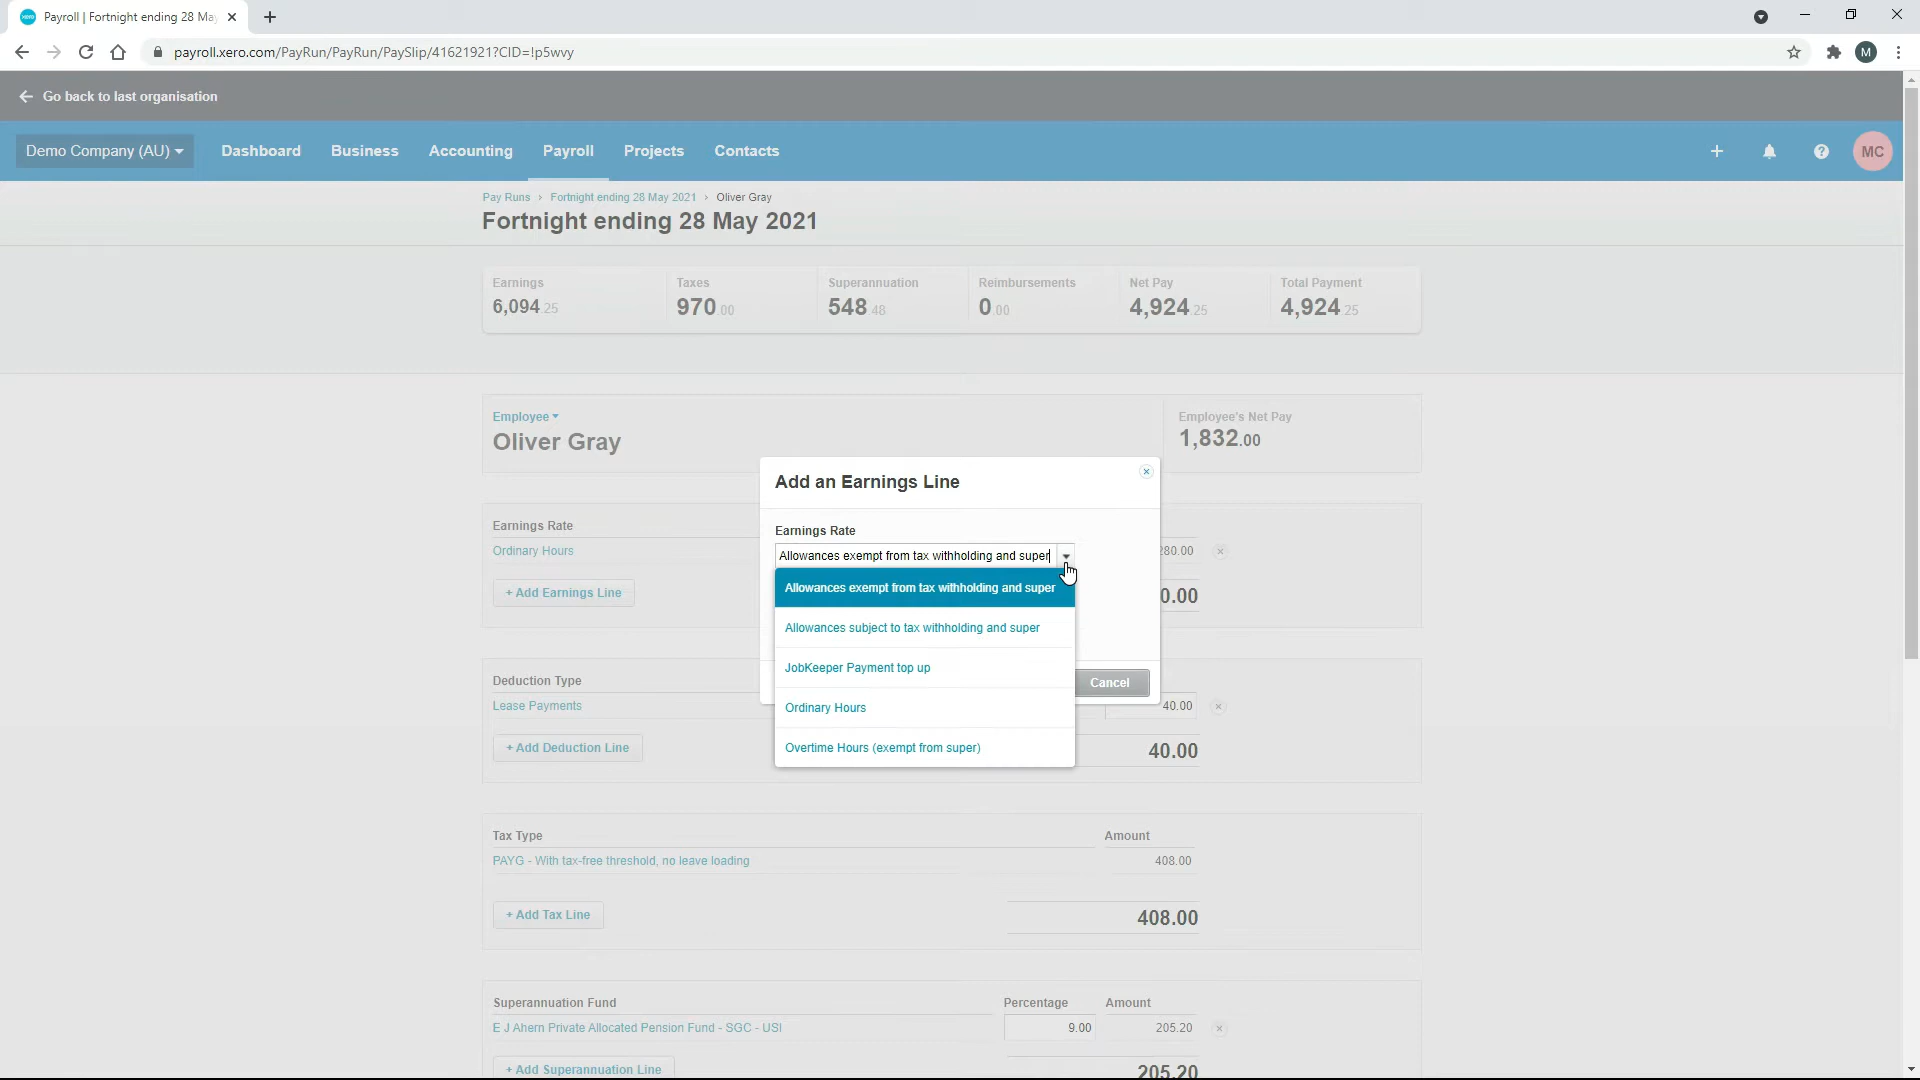 Payroll | Fortnight ending 28 Ma
payroll.xero.com/PayRun/PayRun/PaySlip/41621921?CID=!p5wvy
M
Go back to last organisation
Demo Company (AU)
Dashboard
Business
Accounting
Payroll
Projects
Contacts
MC
Pay Runs › Fortnight ending 28 May 2021 › Oliver Gray
Fortnight ending 28 May 2021
Earnings
6,094.25
Taxes
970.00
Superannuation
548.48
Reimbursements
0.00
Net Pay
4,924.25
Total Payment
4,924.25
Employee
Oliver Gray
Employee's Net Pay
1,832.00
Add an Earnings Line
Earnings Rate
Allowances exempt from tax withholding and super
Allowances exempt from tax withholding and super
Allowances subject to tax withholding and super
JobKeeper Payment top up
Ordinary Hours
Overtime Hours (exempt from super)
Cancel
Earnings Rate
Ordinary Hours
280.00
+ Add Earnings Line
0.00
Deduction Type
Lease Payments
40.00
+ Add Deduction Line
40.00
Tax Type
Amount
PAYG - With tax-free threshold, no leave loading
408.00
+ Add Tax Line
408.00
Superannuation Fund
Percentage
Amount
E J Ahern Private Allocated Pension Fund - SGC - USI
9.00
205.20
+ Add Superannuation Line
205.20